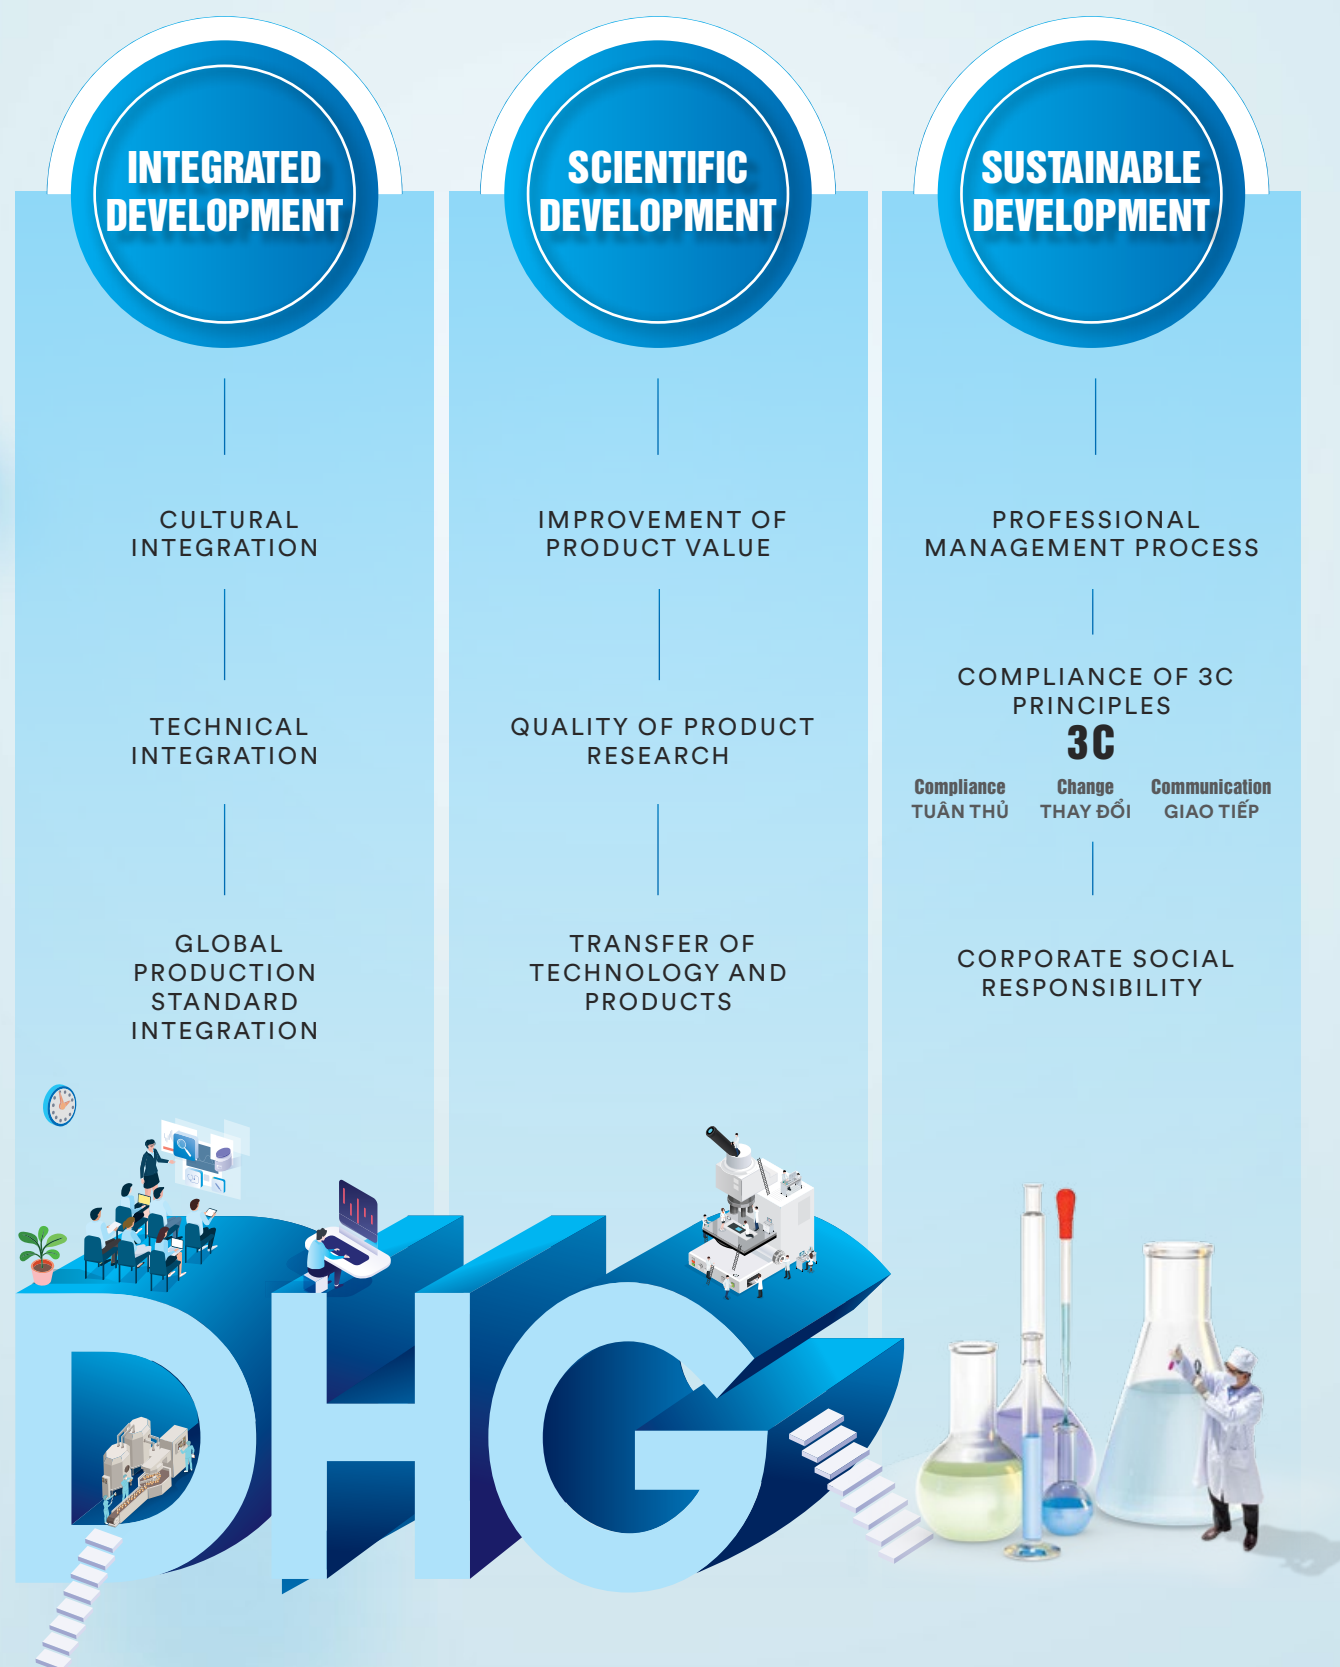 INTEGRATED
DEVELOPMENT
CULTURAL
INTEGRATION
TECHNICAL
INTEGRATION
GLOBAL
PRODUCTION
STANDARD
INTEGRATION
SCIENTIFIC
DEVELOPMENT
IMPROVEMENT OF
PRODUCT VALUE
QUALITY OF PRODUCT
RESEARCH
TRANSFER OF
TECHNOLOGY AND
PRODUCTS
SUSTAINABLE
DEVELOPMENT
PROFESSIONAL
MANAGEMENT PROCESS
COMPLIANCE OF 3C
PRINCIPLES
3C
Compliance
TUÂN THỦ
Change
THAY ĐỔI
Communication
GIAO TIẾP
CORPORATE SOCIAL
RESPONSIBILITY
DHG